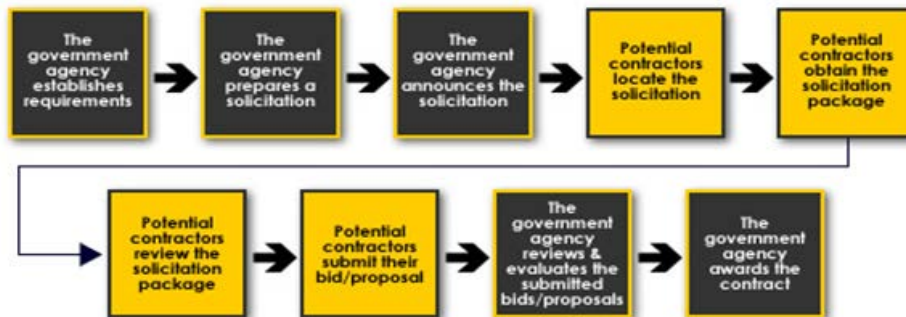 The
government
agency
establishes
requirements
The
government
agency
prepares a
solicitation
The
government
agency
announces the
solicitation
Potential
contractors
locate the
solicitation
Potential
contractors
obtain the
solicitation
package
Potential
contractors
review the
solicitation
package
Potential
contractors
submit their
bid/proposal
The
government
agency
reviews &
evaluates the
submitted
bids/proposals
The
government
agency
awards the
contract